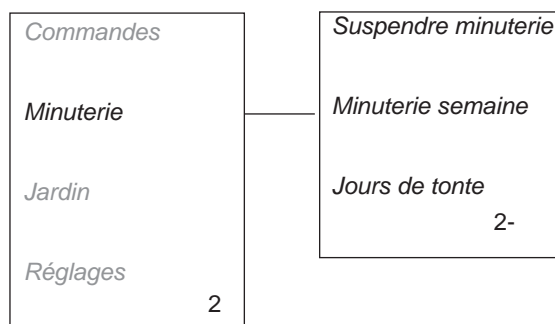 Commandes
Minuterie
Jardin
Réglages
2
Suspendre minuterie
Minuterie semaine
Jours de tonte
2-